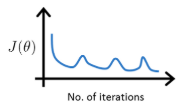 J(θ)
No. of iterations